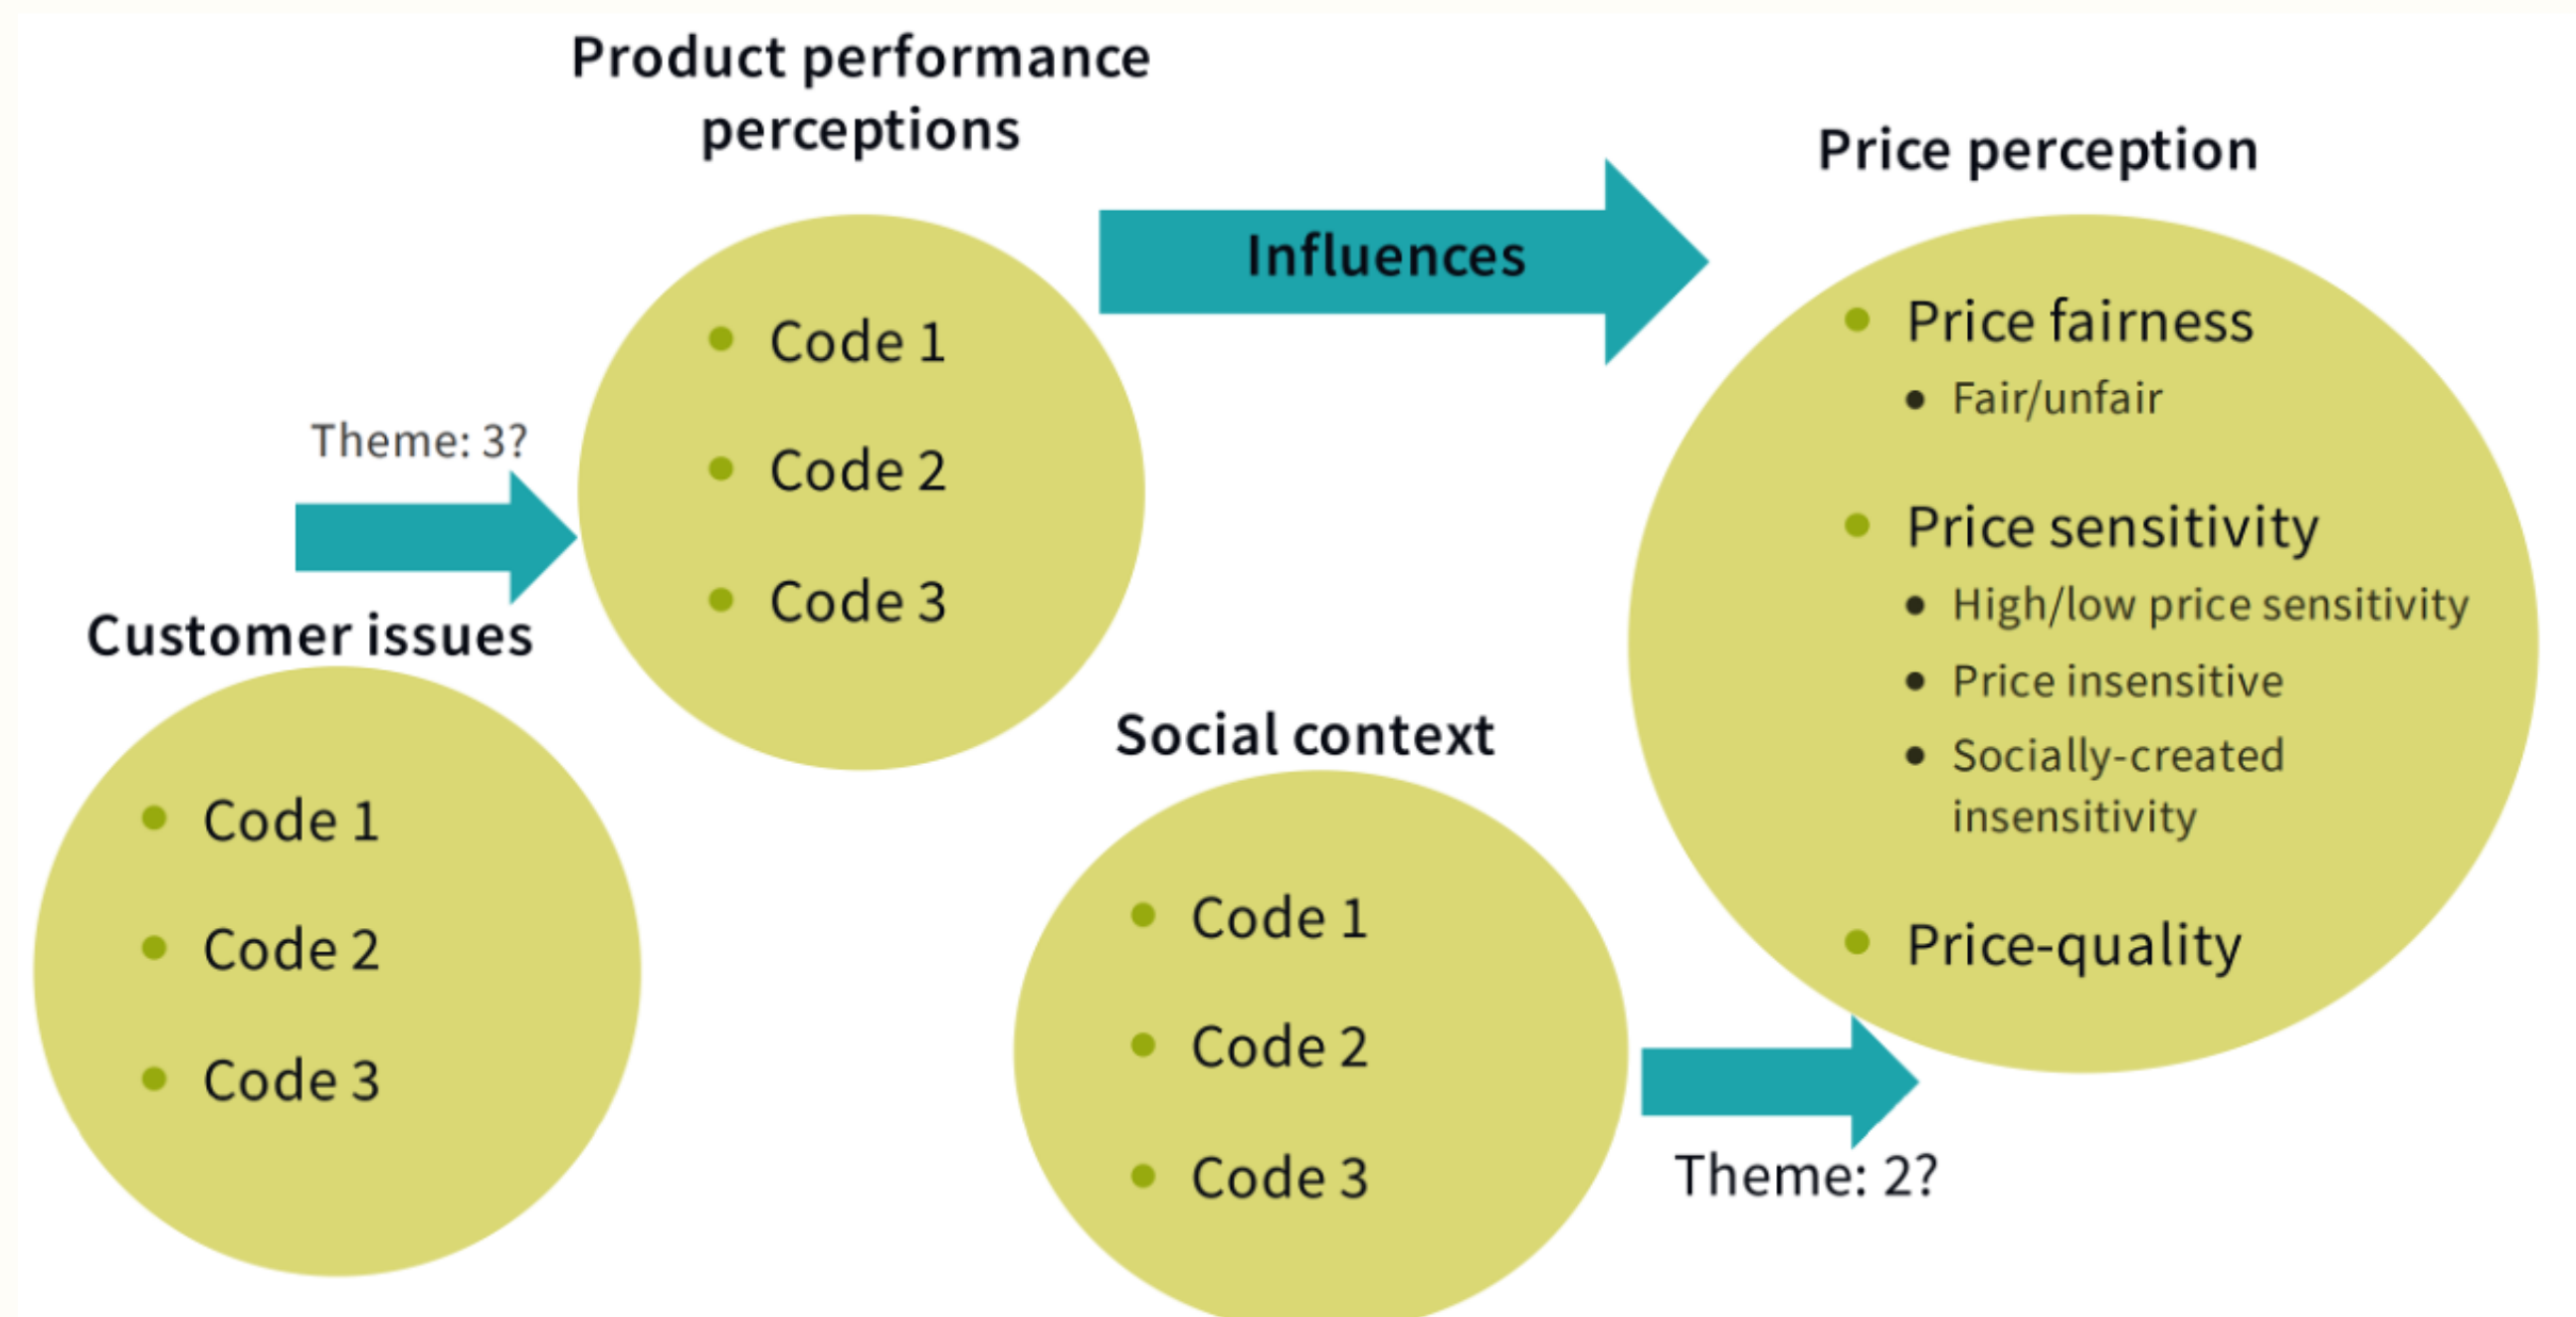 Product performance
perceptions
Influences
Price perception
Code 1
Code 2
Code 3
Price fairness
Fair/unfair
Price sensitivity
High/low price sensitivity
Price insensitive
Socially-created
insensitivity
Price-quality
Theme: 3?
Customer issues
Code 1
Code 2
Code 3
Social context
Code 1
Code 2
Code 3
Theme: 2?